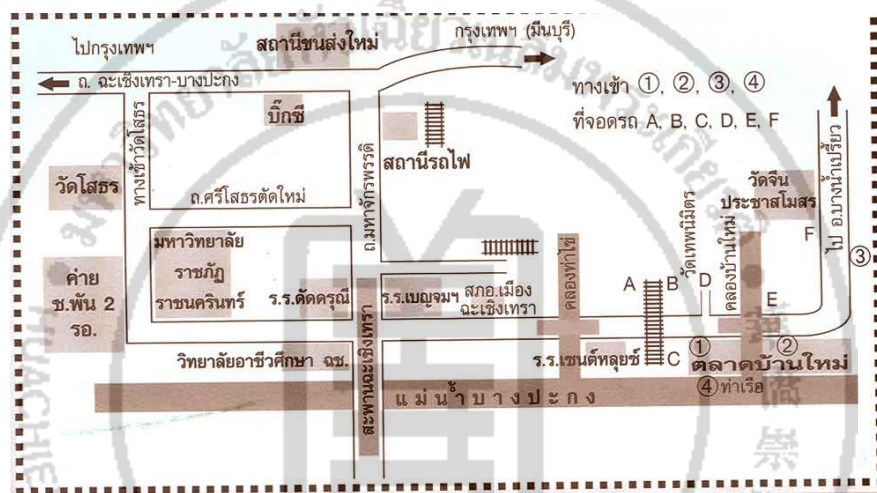 ไปกรุงเทพฯ
สถานีขนส่งใหม่
กรุงเทพฯ (มีนบุรี)
ถ. ฉะเชิงเทรา-บางปะกง
ทางเข้า ①, ②, ③, ④
ที่จอดรถ A, B, C, D, E, F
ทางเข้าวัดโสธร
บิ๊กซี
ถ.มหาจักรพรรดิ
สถานีรถไฟ
วัดโสธร
ถ.ศรีโสธรตัดใหม่
วัดเทพนิมิตร
คลองบ้านใหม่
วัดจีน
ประชาสโมสร
F
ไป อ.บางน้ำเปรี้ยว
③
มหาวิทยาลัย
ราชภัฏ
ราชนครินทร์
ค่าย
ช.พัน 2
รอ.
ร.ร.ดัดดรุณี
ร.ร.เบญจมฯ
สภอ.เมือง
ฉะเชิงเทรา
คลองท่าไข่
A B D
E
วิทยาลัยอาชีวศึกษา ฉช.
สะพานฉะเชิงเทรา
ร.ร.เซนต์หลุยซ์
C
① ②
ตลาดบ้านใหม่
④ ท่าเรือ
แม่น้ำบางปะกง